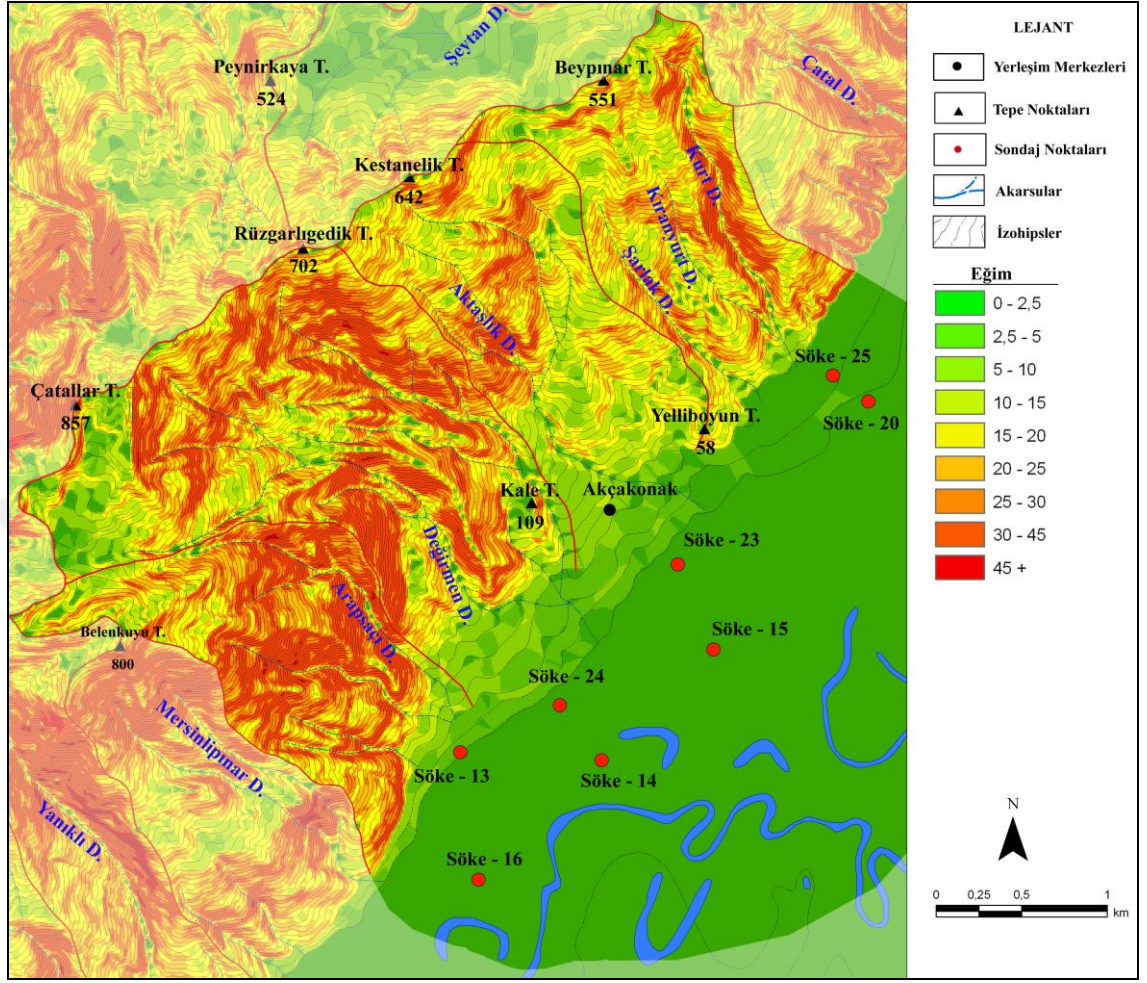 Şeytan D.
Peynirkaya T.
524
Beypınar T.
551
Çatal D.
Kestanelik T.
642
Kurt D.
Kıranyurt D.
Rüzgarlıgedik T.
702
Şarlak D.
Aktaşlık D.
Söke - 25
Çatallar T.
857
Söke - 20
Yelliboyun T.
58
Kale T.
109
Akçakonak
Söke - 23
Değirmen D.
Arapsaçı D.
Belenkuyu T.
800
Söke - 15
Söke - 24
Mersinlipınar D.
Söke - 13
Söke - 14
Yanıklı D.
Söke - 16
LEJANT
Yerleşim Merkezleri
Tepe Noktaları
Sondaj Noktaları
Akarsular
İzohipsler
Eğim
0 - 2,5
2,5 - 5
5 - 10
10 - 15
15 - 20
20 - 25
25 - 30
30 - 45
45 +
N
0 0,25 0,5 1
km